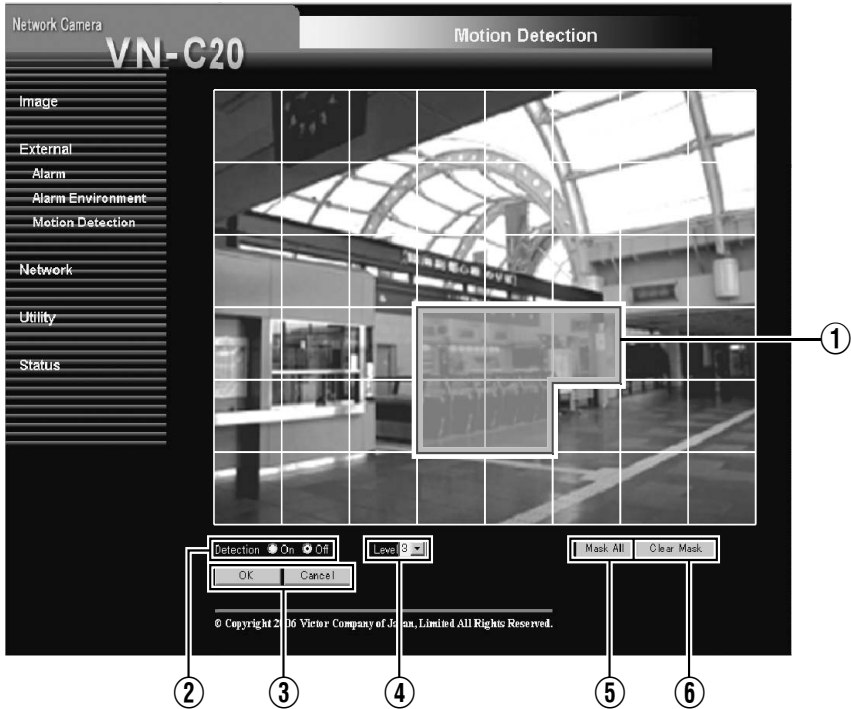 Network Camera
VN-C20
Motion Detection
Image
External
Alarm
Alarm Environment
Motion Detection
Network
Utility
Status
①
Detection On Off
Level
Mask All
Clear Mask
OK
Cancel
© Copyright 2006 Victor Company of Japan, Limited All Rights Reserved.
②
③
④
⑤
⑥